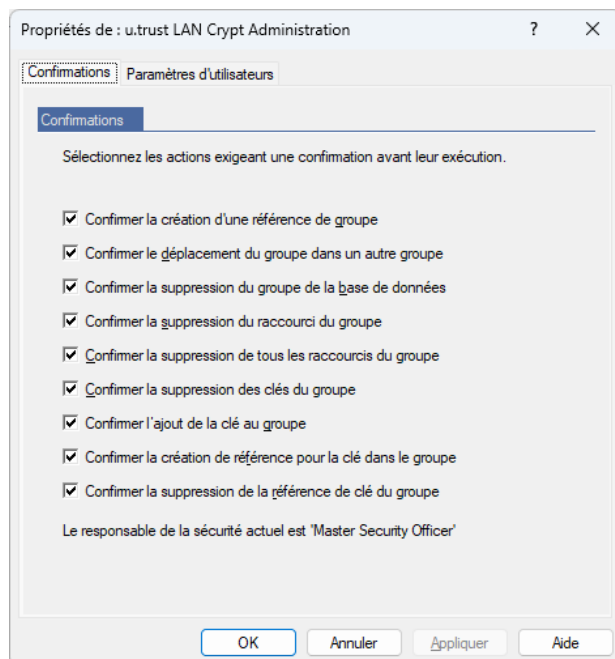 Propriétés de : u.trust LAN Crypt Administration
?
Confirmations
Paramètres d'utilisateurs
Confirmations
Sélectionnez les actions exigeant une confirmation avant leur exécution.
Confirmer la création d'une référence de groupe
Confirmer le déplacement du groupe dans un autre groupe
Confirmer la suppression du groupe de la base de données
Confirmer la suppression du raccourci du groupe
Confirmer la suppression de tous les raccourcis du groupe
Confirmer la suppression des clés du groupe
Confirmer l'ajout de la clé au groupe
Confirmer la création de référence pour la clé dans le groupe
Confirmer la suppression de la référence de clé du groupe
Le responsable de la sécurité actuel est 'Master Security Officer'
OK
Annuler
Appliquer
Aide